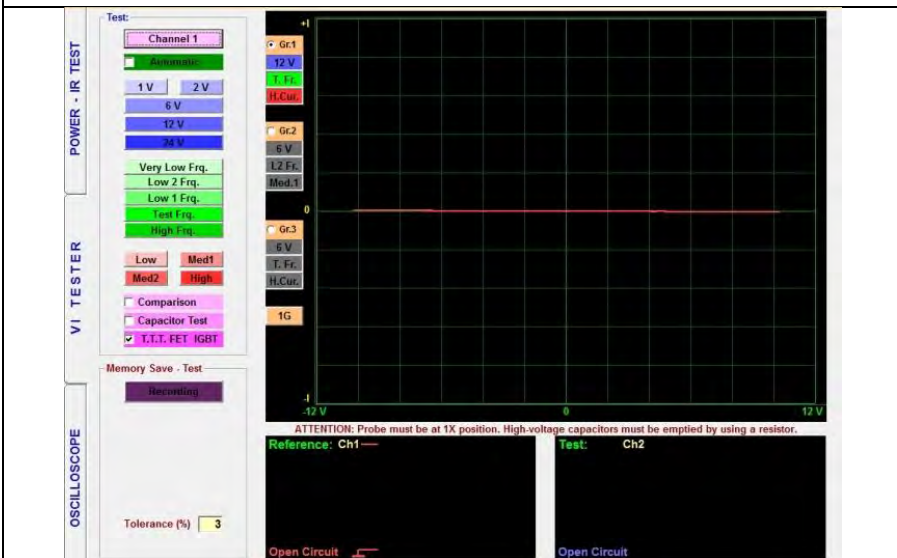 POWER - IR TEST
VI TESTER
OSCILLOSCOPE
Test:
Channel 1
Automatic
1 V 2 V
6 V
12 V
24 V
Very Low Frq.
Low 2 Frq.
Low 1 Frq.
Test Frq.
High Frq.
Low Med1
Med2 High
Comparison
Capacitor Test
T.T.T. FET IGBT
Memory Save - Test
Recording
Tolerance (%) 3
Gr.1
12 V
T. Fr.
H.Cur.
Gr.2
6 V
L2 Fr.
Med.1
Gr.3
6 V
T. Fr.
H.Cur.
1G
+I
0
-I
-12 V 0 12 V
ATTENTION: Probe must be at 1X position. High-voltage capacitors must be emptied by using a resistor.
Reference: Ch1
Open Circuit
Test: Ch2
Open Circuit